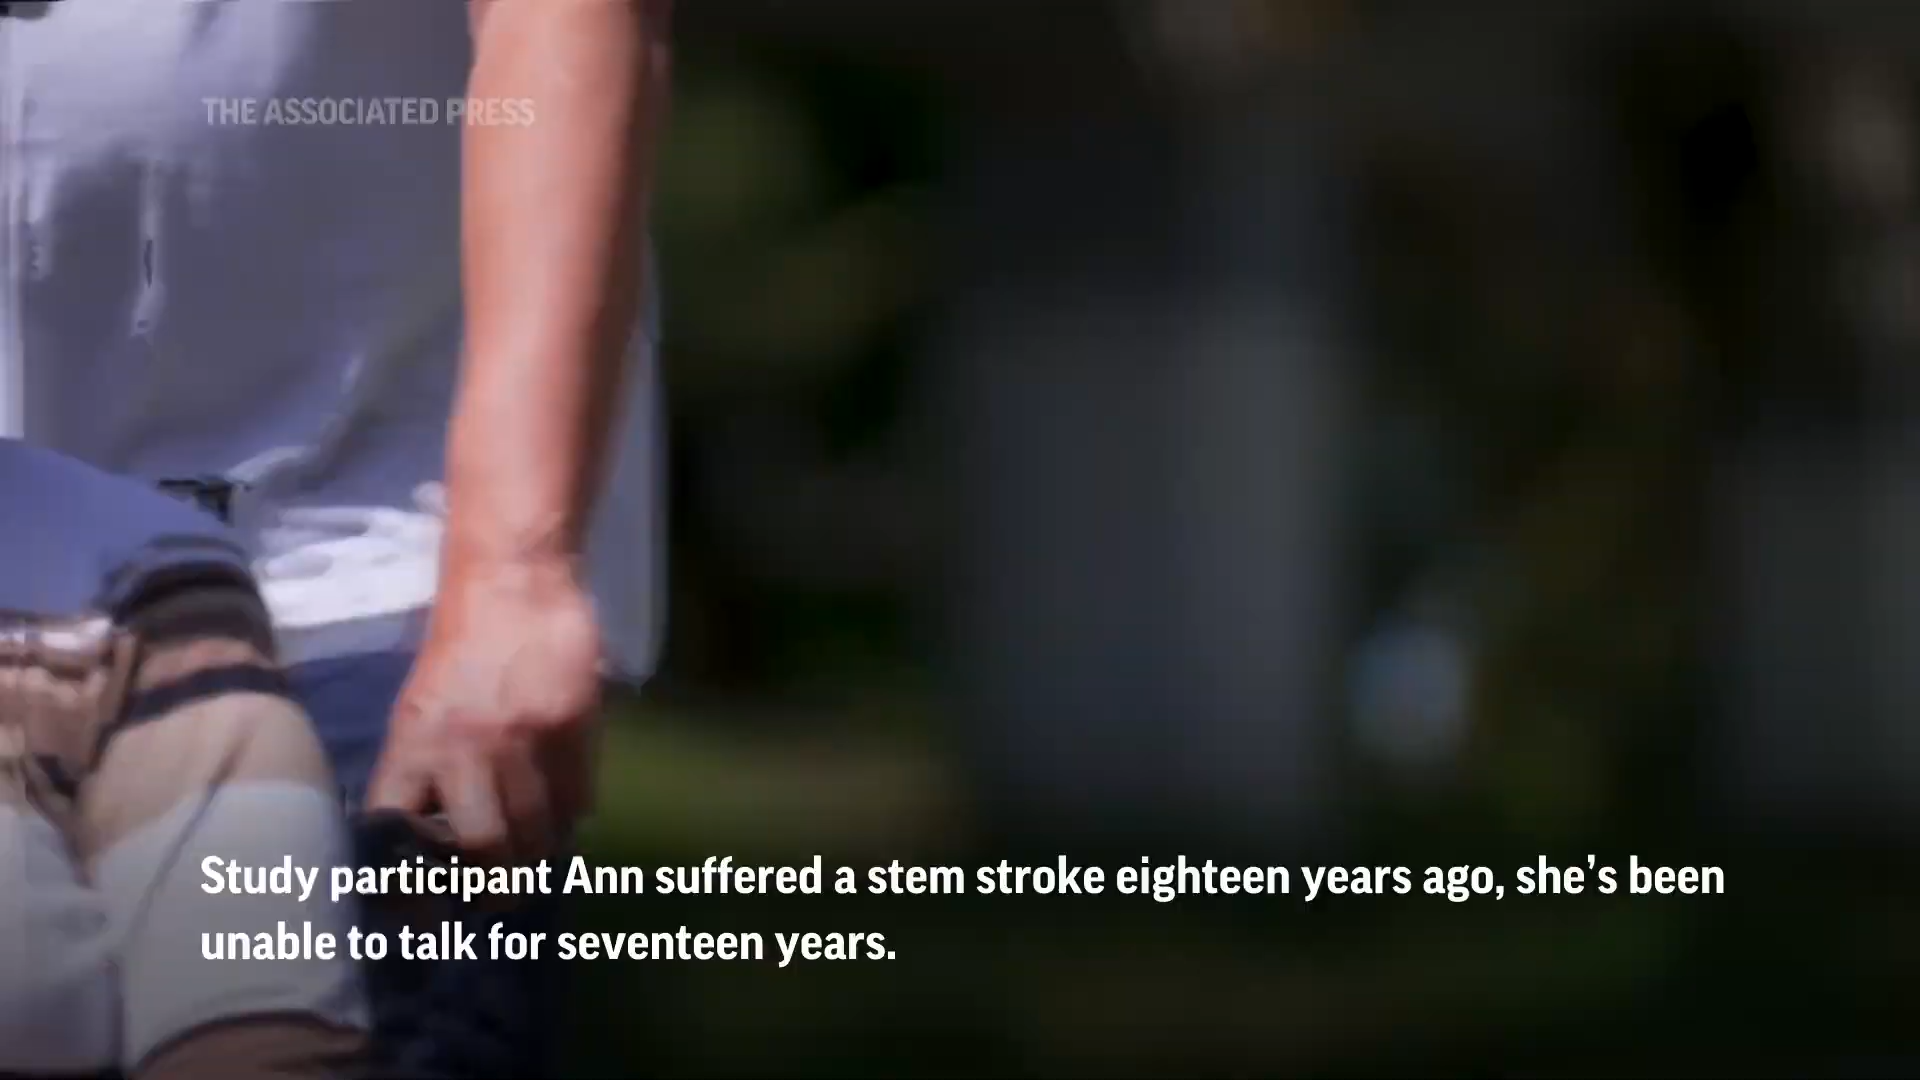 THE ASSOCIATED PRESS
Study participant Ann suffered a stem stroke eighteen years ago, she’s been
unable to talk for seventeen years.